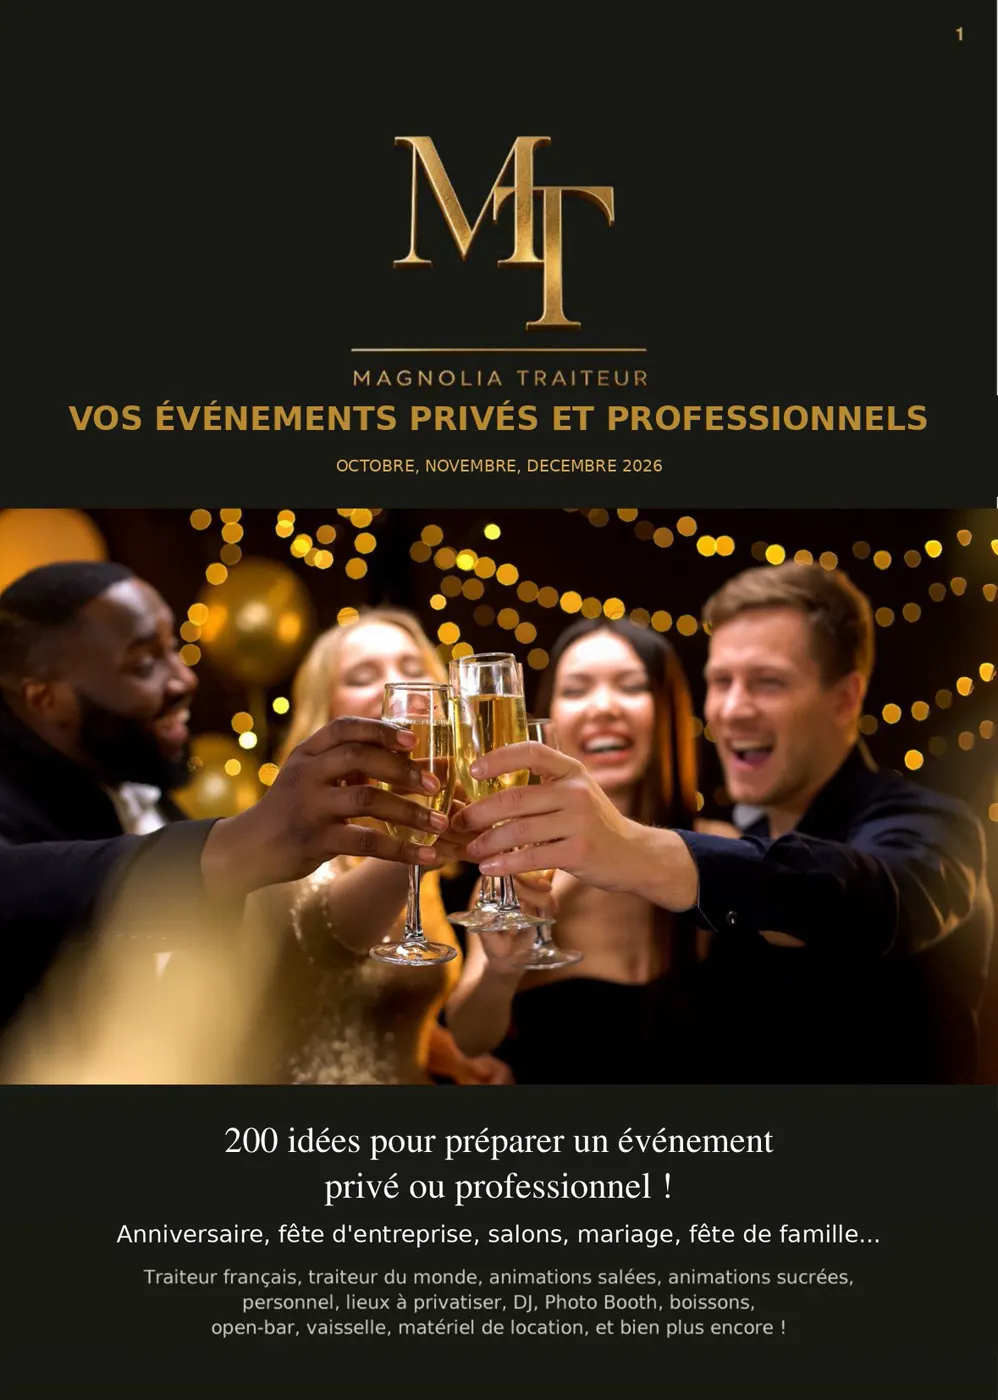 1
MT
MAGNOLIA TRAITEUR
VOS ÉVÉNEMENTS PRIVÉS ET PROFESSIONNELS
OCTOBRE, NOVEMBRE, DECEMBRE 2026
200 idées pour préparer un événement
privé ou professionnel !
Anniversaire, fête d'entreprise, salons, mariage, fête de famille...
Traiteur français, traiteur du monde, animations salées, animations sucrées,
personnel, lieux à privatiser, DJ, Photo Booth, boissons,
open-bar, vaisselle, matériel de location, et bien plus encore !